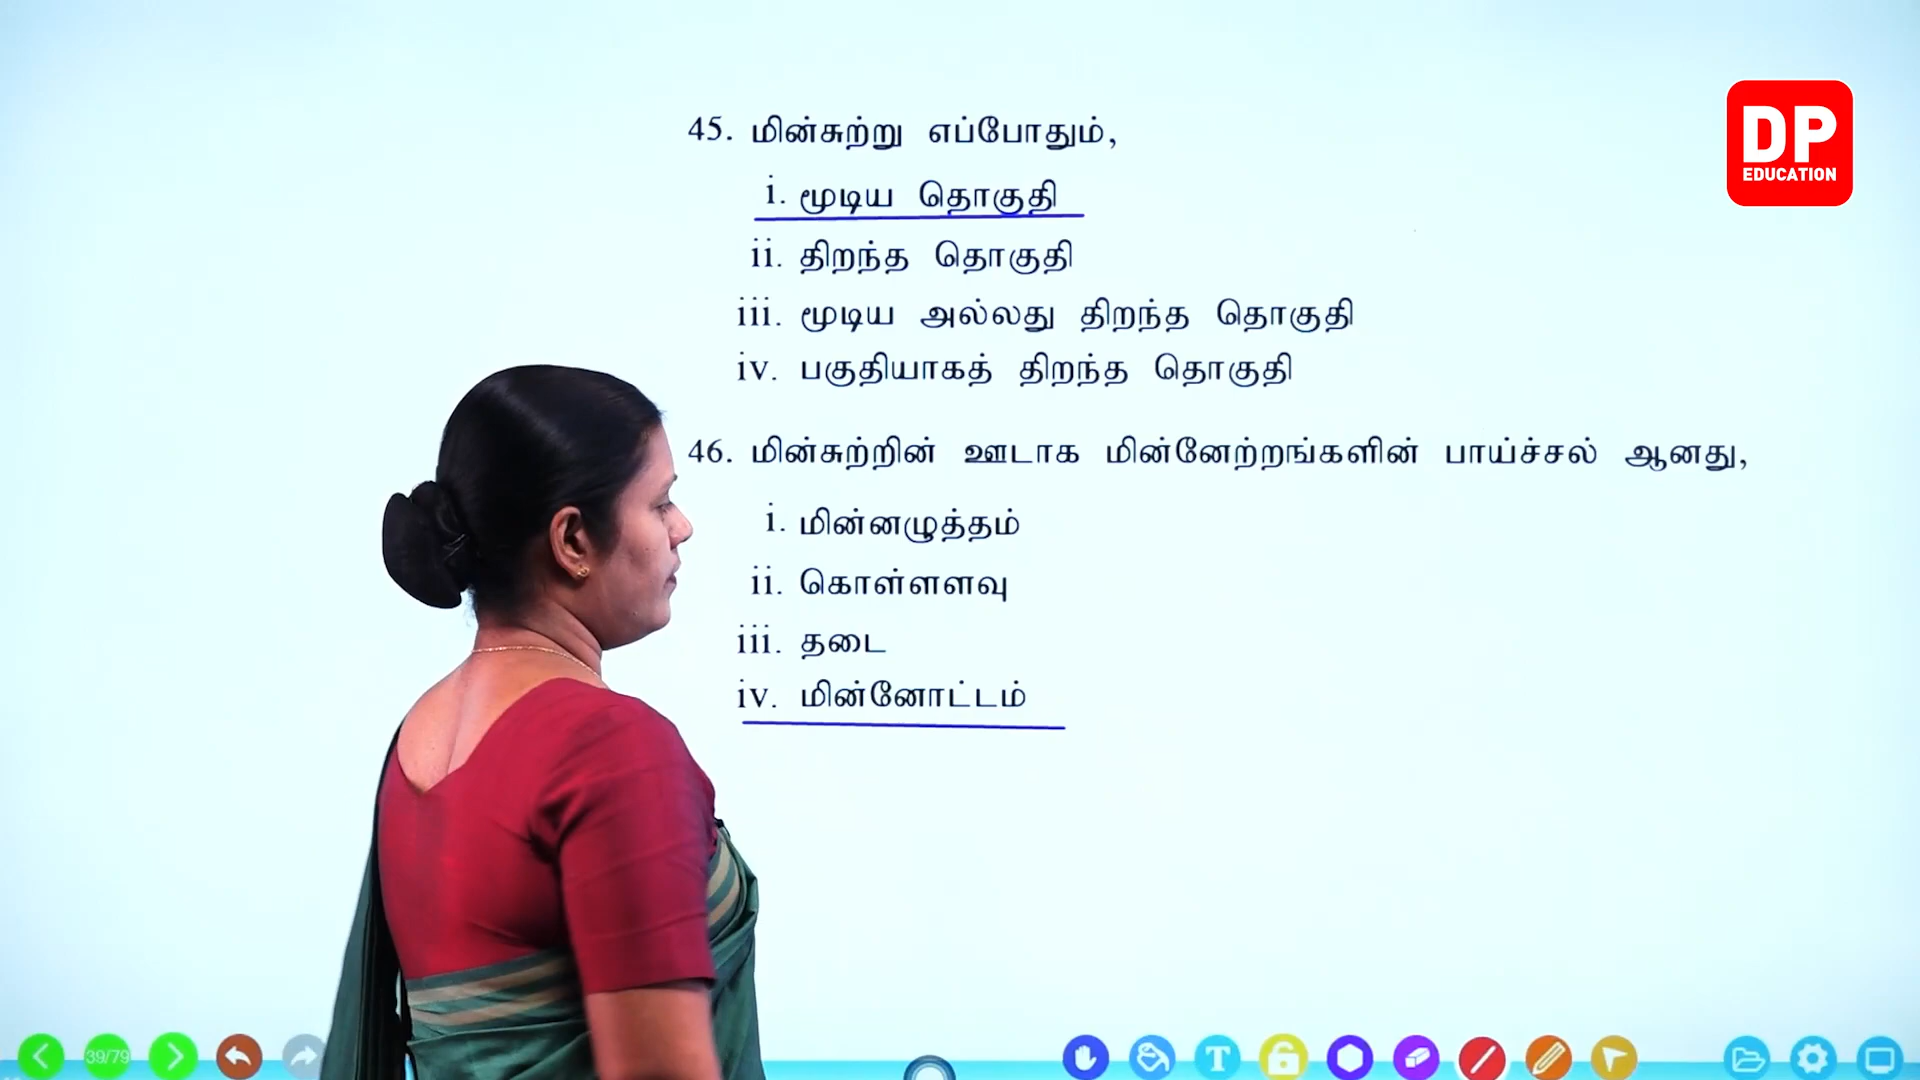 DP
EDUCATION
45. மின்சுற்று எப்போதும்,
i. மூடிய தொகுதி
ii. திறந்த தொகுதி
iii. மூடிய அல்லது திறந்த தொகுதி
iv. பகுதியாகத் திறந்த தொகுதி
46. மின்சுற்றின் ஊடாக மின்னேற்றங்களின் பாய்ச்சல் ஆனது,
i. மின்னழுத்தம்
ii. கொள்ளளவு
iii. தடை
iv. மின்னோட்டம்
39/79
T